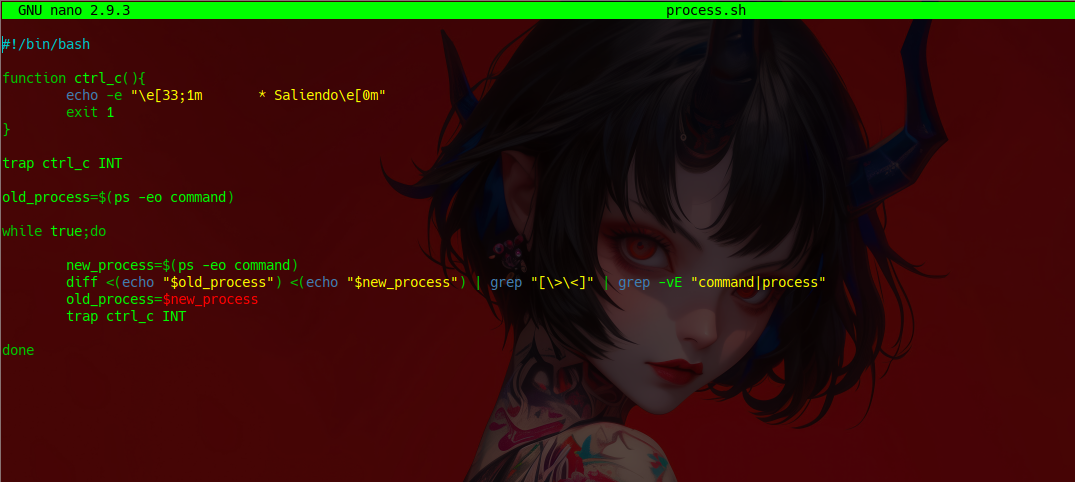 GNU nano 2.9.3 process.sh
#!/bin/bash
function ctrl_c(){
echo -e "\e[33;1m       * Saliendo\e[0m"
exit 1
}
trap ctrl_c INT
old_process=$(ps -eo command)
while true;do
new_process=$(ps -eo command)
diff <(echo "$old_process") <(echo "$new_process") | grep "[\>\<]" | grep -vE "command|process"
old_process=$new_process
trap ctrl_c INT
done